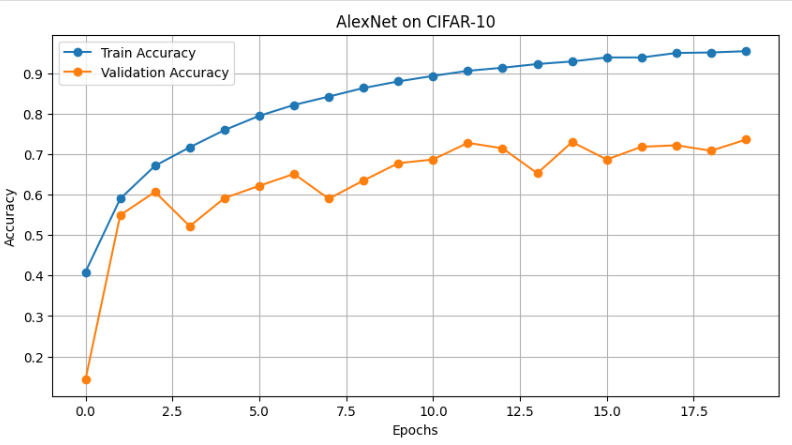 AlexNet on CIFAR-10
Train Accuracy
Validation Accuracy
0.9
0.8
0.7
0.6
0.5
0.4
0.3
0.2
Accuracy
0.0 2.5 5.0 7.5 10.0 12.5 15.0 17.5
Epochs